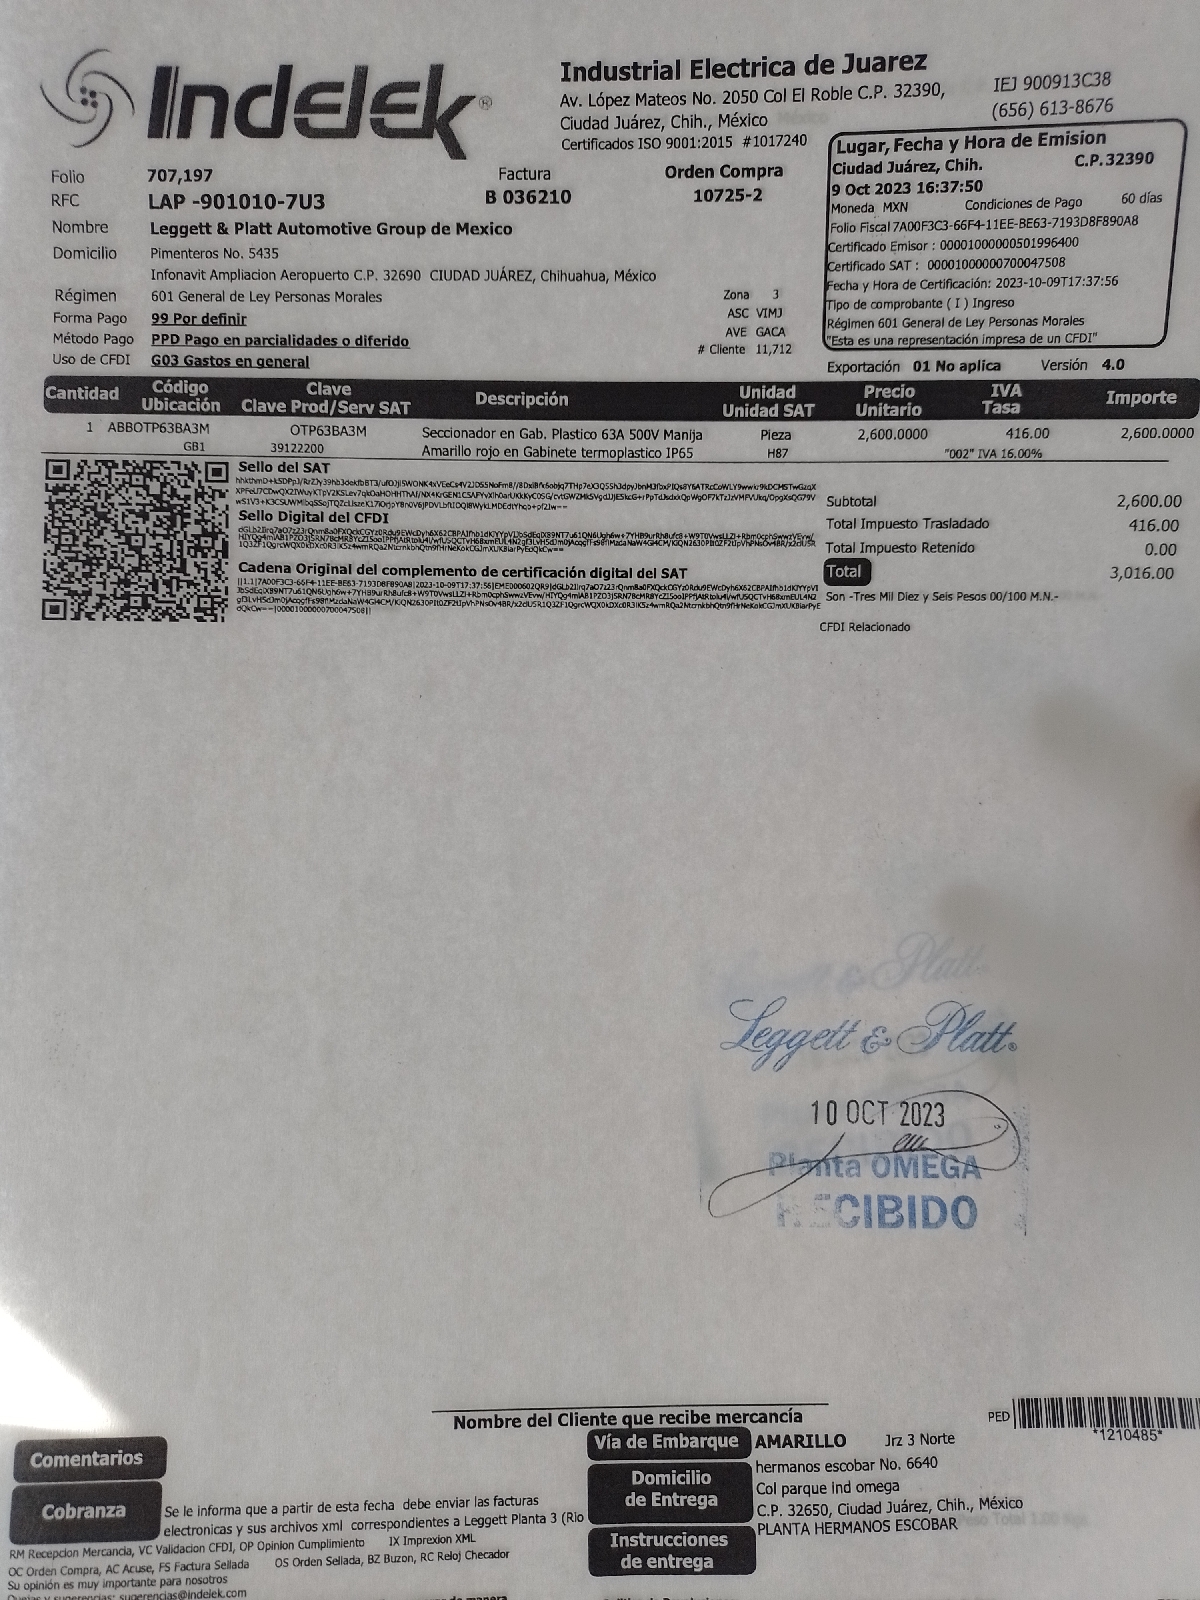 Indelek®
Industrial Electrica de Juarez
Av. López Mateos No. 2050 Col El Roble C.P. 32390,
Ciudad Juárez, Chih., México
Certificados ISO 9001:2015 #1017240
IEJ 900913C38
(656) 613-8676
Lugar, Fecha y Hora de Emision
Ciudad Juárez, Chih. C.P.32390
9 Oct 2023 16:37:50
Moneda MXN Condiciones de Pago 60 días
Folio Fiscal 7A00F3C3-66F4-11EE-BE63-7193D8F890A8
Certificado Emisor : 00001000000501996400
Certificado SAT : 00001000000700047508
Fecha y Hora de Certificación: 2023-10-09T17:37:56
Tipo de comprobante ( I ) Ingreso
Régimen 601 General de Ley Personas Morales
"Esta es una representación impresa de un CFDI"
Exportación 01 No aplica Versión 4.0
Folio 707,197 Factura Orden Compra
B 036210 10725-2
RFC LAP -901010-7U3
Nombre Leggett & Platt Automotive Group de Mexico
Domicilio Pimenteros No. 5435
Infonavit Ampliacion Aeropuerto C.P. 32690 CIUDAD JUÁREZ, Chihuahua, México
Régimen 601 General de Ley Personas Morales
Forma Pago 99 Por definir
Método Pago PPD Pago en parcialidades o diferido
Uso de CFDI G03 Gastos en general
Zona 3
ASC VIMJ
AVE GACA
# Cliente 11,712
Cantidad Código Ubicación Clave Clave Prod/Serv SAT Descripción Unidad Unidad SAT Precio Unitario IVA Tasa Importe
1 ABBOTP63BA3M OTP63BA3M Seccionador en Gab. Plastico 63A 500V Manija Pieza 2,600.0000 416.00 2,600.0000
GB1 39122200 Amarillo rojo en Gabinete termoplastico IP65 H87 "002" IVA 16.00%
Sello del SAT
Sello Digital del CFDI
Cadena Original del complemento de certificación digital del SAT
Subtotal 2,600.00
Total Impuesto Trasladado 416.00
Total Impuesto Retenido 0.00
Total 3,016.00
Son -Tres Mil Diez y Seis Pesos 00/100 M.N.-
CFDI Relacionado
Leggett & Platt®
10 OCT 2023
Planta OMEGA
RECIBIDO
Nombre del Cliente que recibe mercancía
PED *1210485*
Vía de Embarque AMARILLO Jrz 3 Norte
Domicilio de Entrega hermanos escobar No. 6640
Col parque ind omega
C.P. 32650, Ciudad Juárez, Chih., México
Instrucciones de entrega PLANTA HERMANOS ESCOBAR
Comentarios
Cobranza Se le informa que a partir de esta fecha debe enviar las facturas
electronicas y sus archivos xml correspondientes a Leggett Planta 3 (Rio
RM Recepcion Mercancia, VC Validacion CFDI, OP Opinion Cumplimiento IX Imprexion XML
OC Orden Compra, AC Acuse, FS Factura Sellada OS Orden Sellada, BZ Buzon, RC Reloj Checador
Su opinión es muy importante para nosotros
Quejas y sugerencias: sugerencias@indelek.com